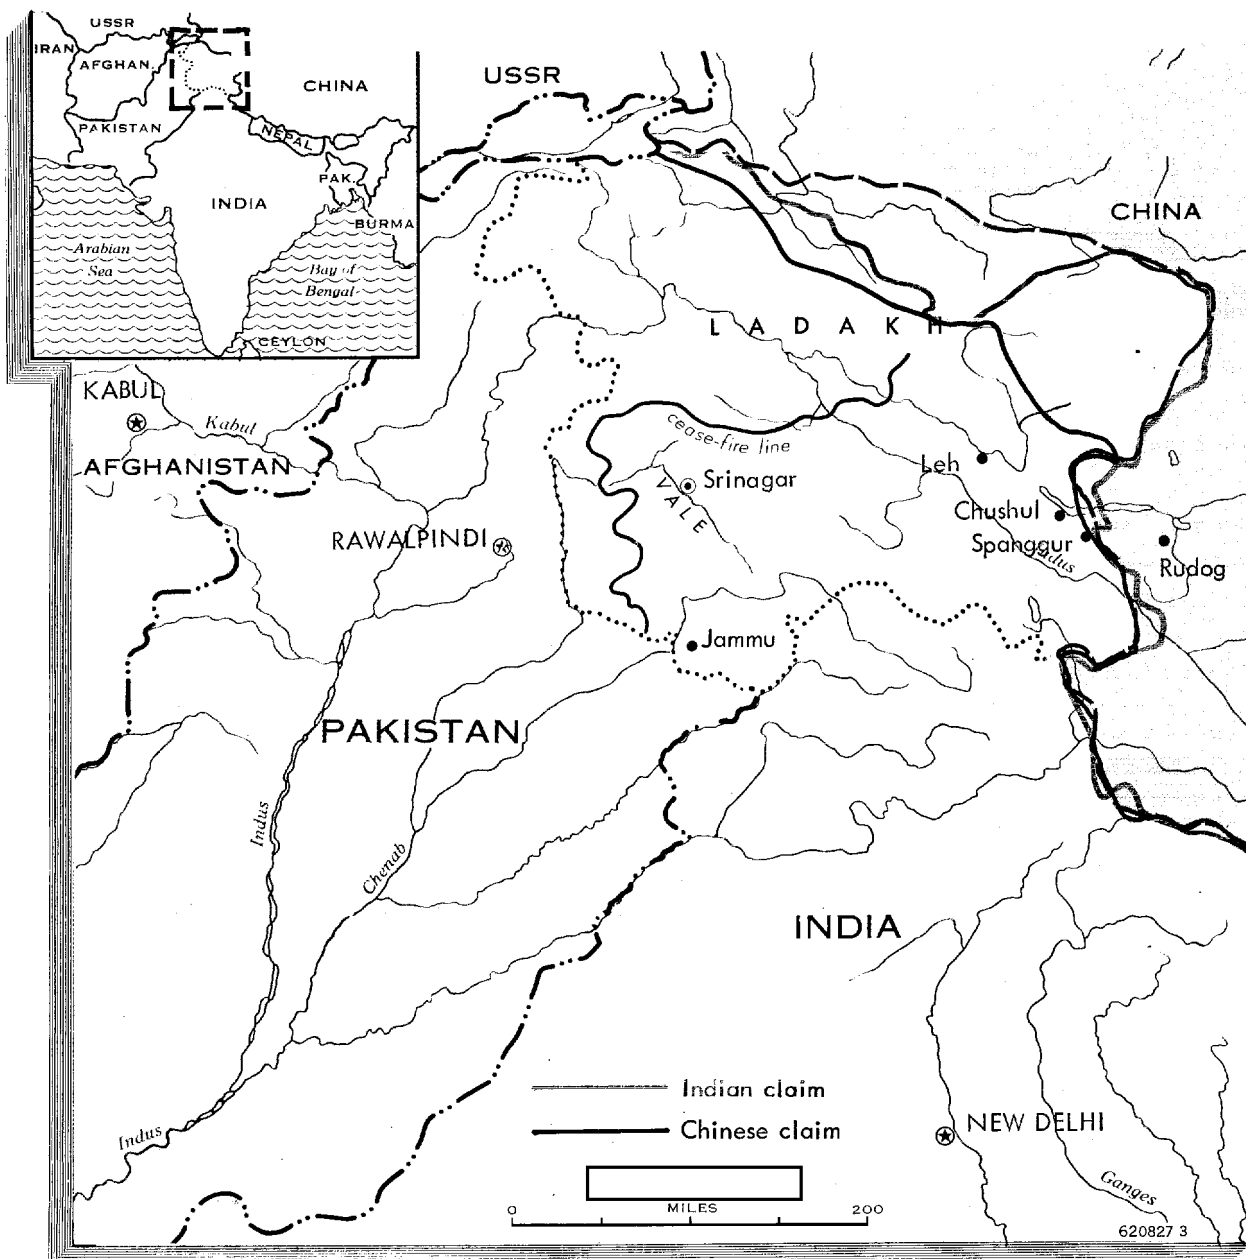 USSR
IRAN
AFGHAN.
CHINA
PAKISTAN
NEPAL
PAK.
INDIA
BURMA
Arabian
Sea
Bay of
Bengal
CEYLON
USSR
CHINA
LADAKH
KABUL
Kabul
cease-fire line
AFGHANISTAN
Leh
Srinagar
VALE
Chushul
RAWALPINDI
Spanggur
Indus
Rudog
Jammu
PAKISTAN
Indus
Chenab
INDIA
Indian claim
NEW DELHI
Chinese claim
Indus
Ganges
MILES
0 200
620827 3